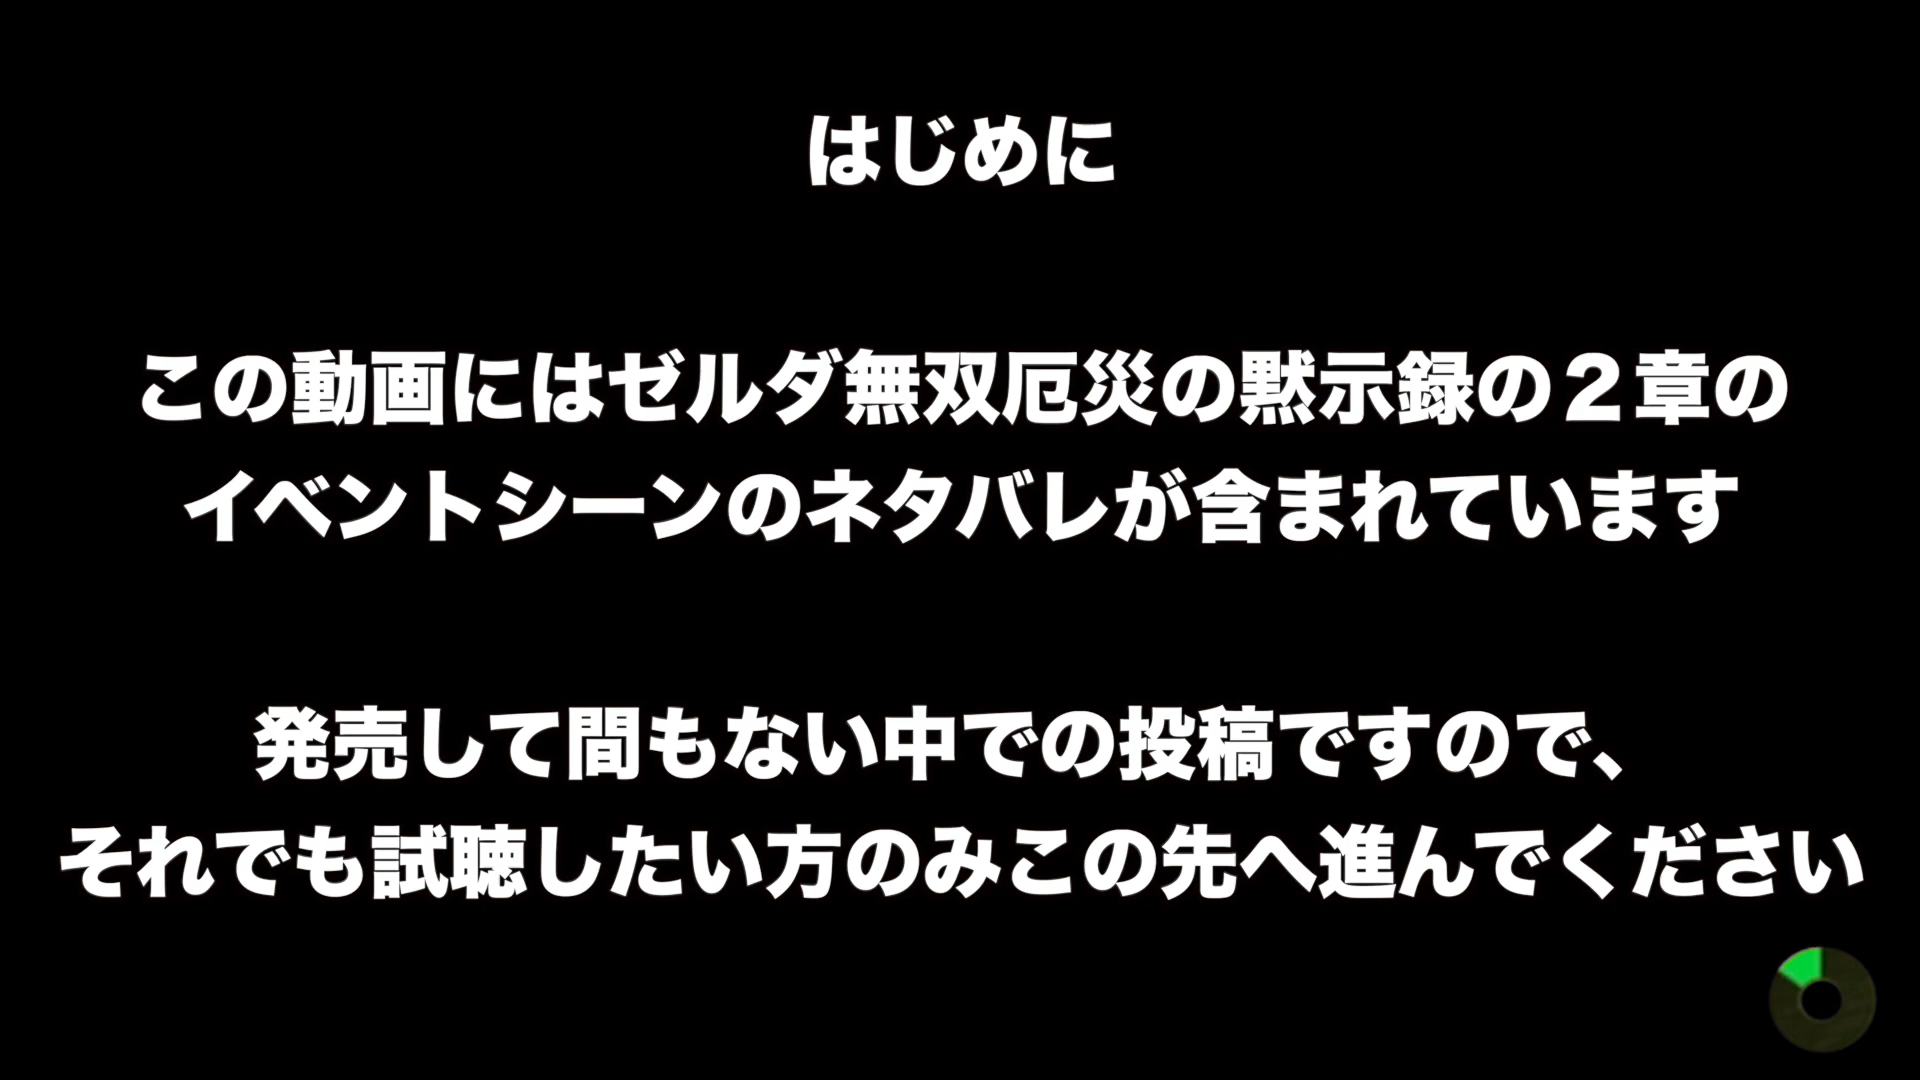 はじめに
この動画にはゼルダ無双厄災の黙示録の２章の
イベントシーンのネタバレが含まれています
発売して間もない中での投稿ですので、
それでも試聴したい方のみこの先へ進んでください